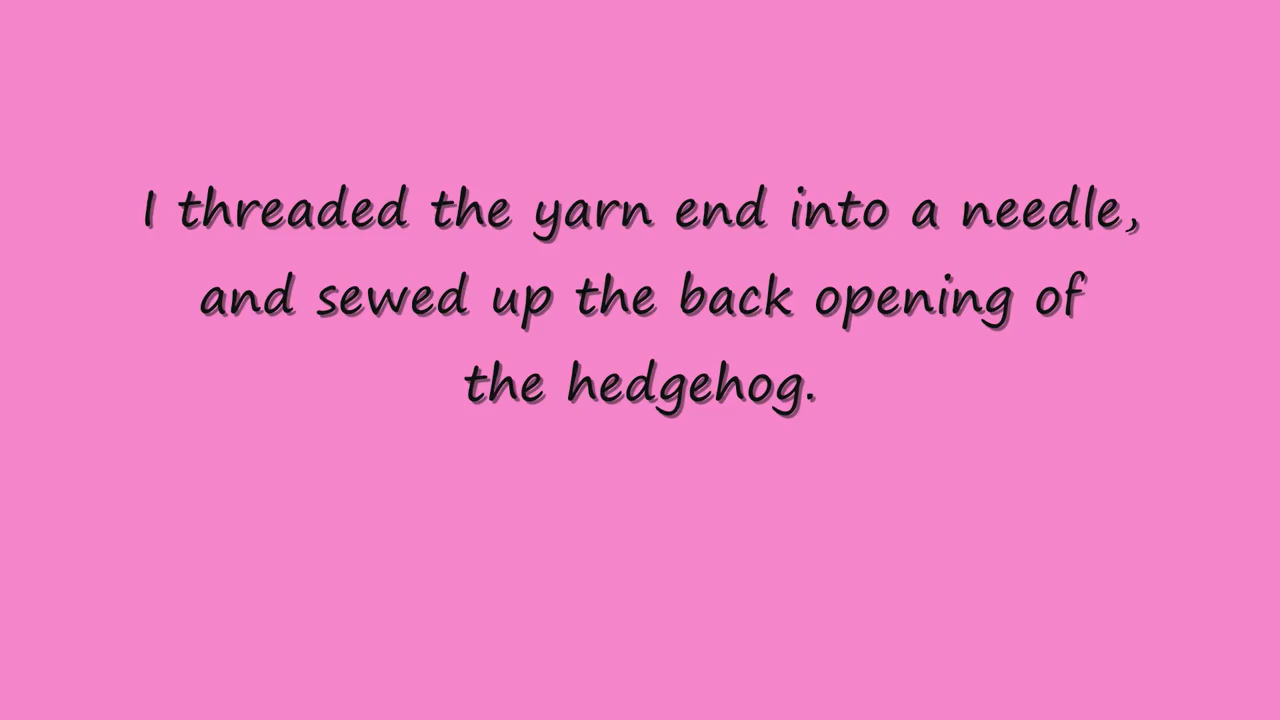 I threaded the yarn end into a needle,
and sewed up the back opening of
the hedgehog.